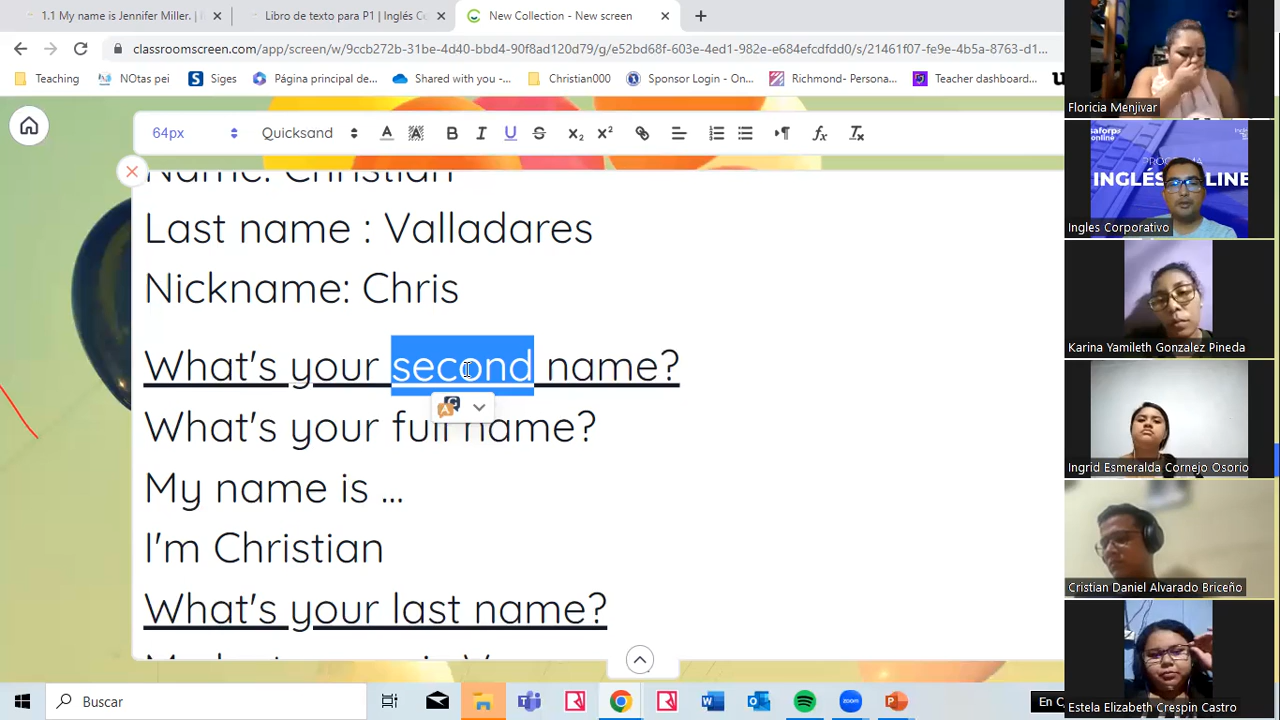 1.1 My name is Jennifer Miller.
Libro de texto para P1 | Inglés Co
New Collection - New screen
classroomscreen.com/app/screen/w/9ccb272b-31be-4d40-bbd4-90f8ad120d79/g/e52bd68f-603e-4ed1-982e-e684efcdfdd0/s/21461f07-fe9e-4b5a-8763-d1...
Teaching
NOtas pei
Siges
Página principal de...
Shared with you -...
Christian000
Sponsor Login - On...
Richmond- Persona...
Teacher dashboard...
64px
Quicksand
Name: Christian
Last name : Valladares
Nickname: Chris
What's your second name?
What's your full name?
My name is ...
I'm Christian
What's your last name?
Buscar
Floricia Menjivar
PROGRAMA
INGLÉS
LINE
Ingles Corporativo
Karina Yamileth Gonzalez Pineda
Ingrid Esmeralda Cornejo Osorio
Cristian Daniel Alvarado Briceño
Estela Elizabeth Crespin Castro